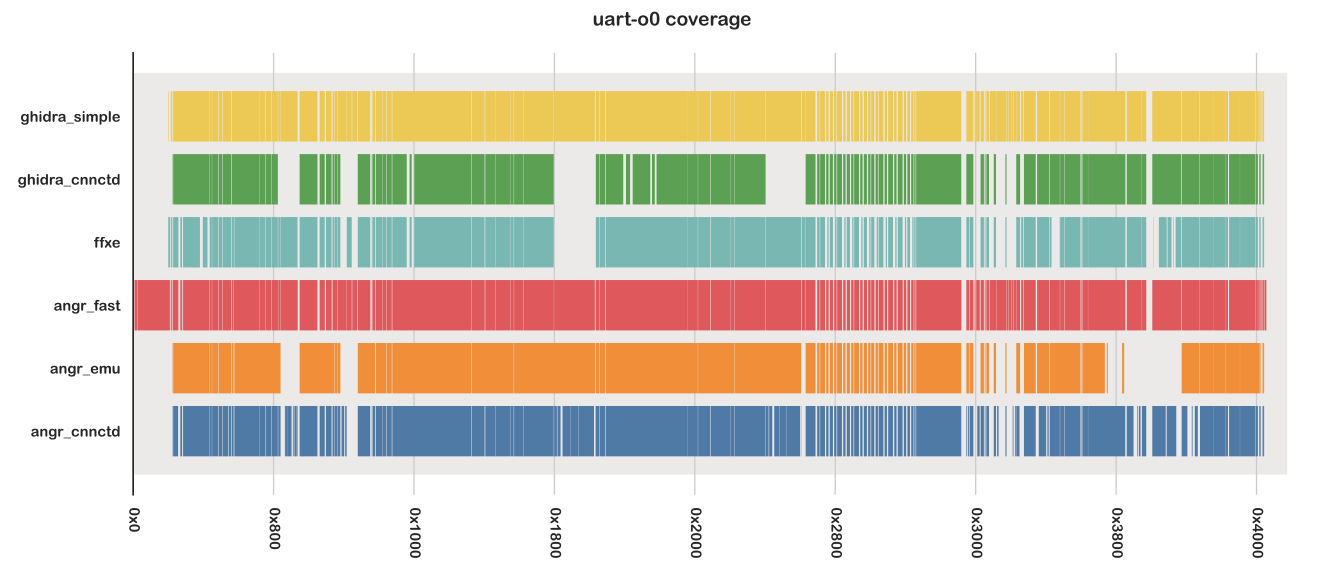 uart-o0 coverage
ghidra_simple
ghidra_cnnctd
ffxe
angr_fast
angr_emu
angr_cnnctd
0x0
0x800
0x1000
0x1800
0x2000
0x2800
0x3000
0x3800
0x4000